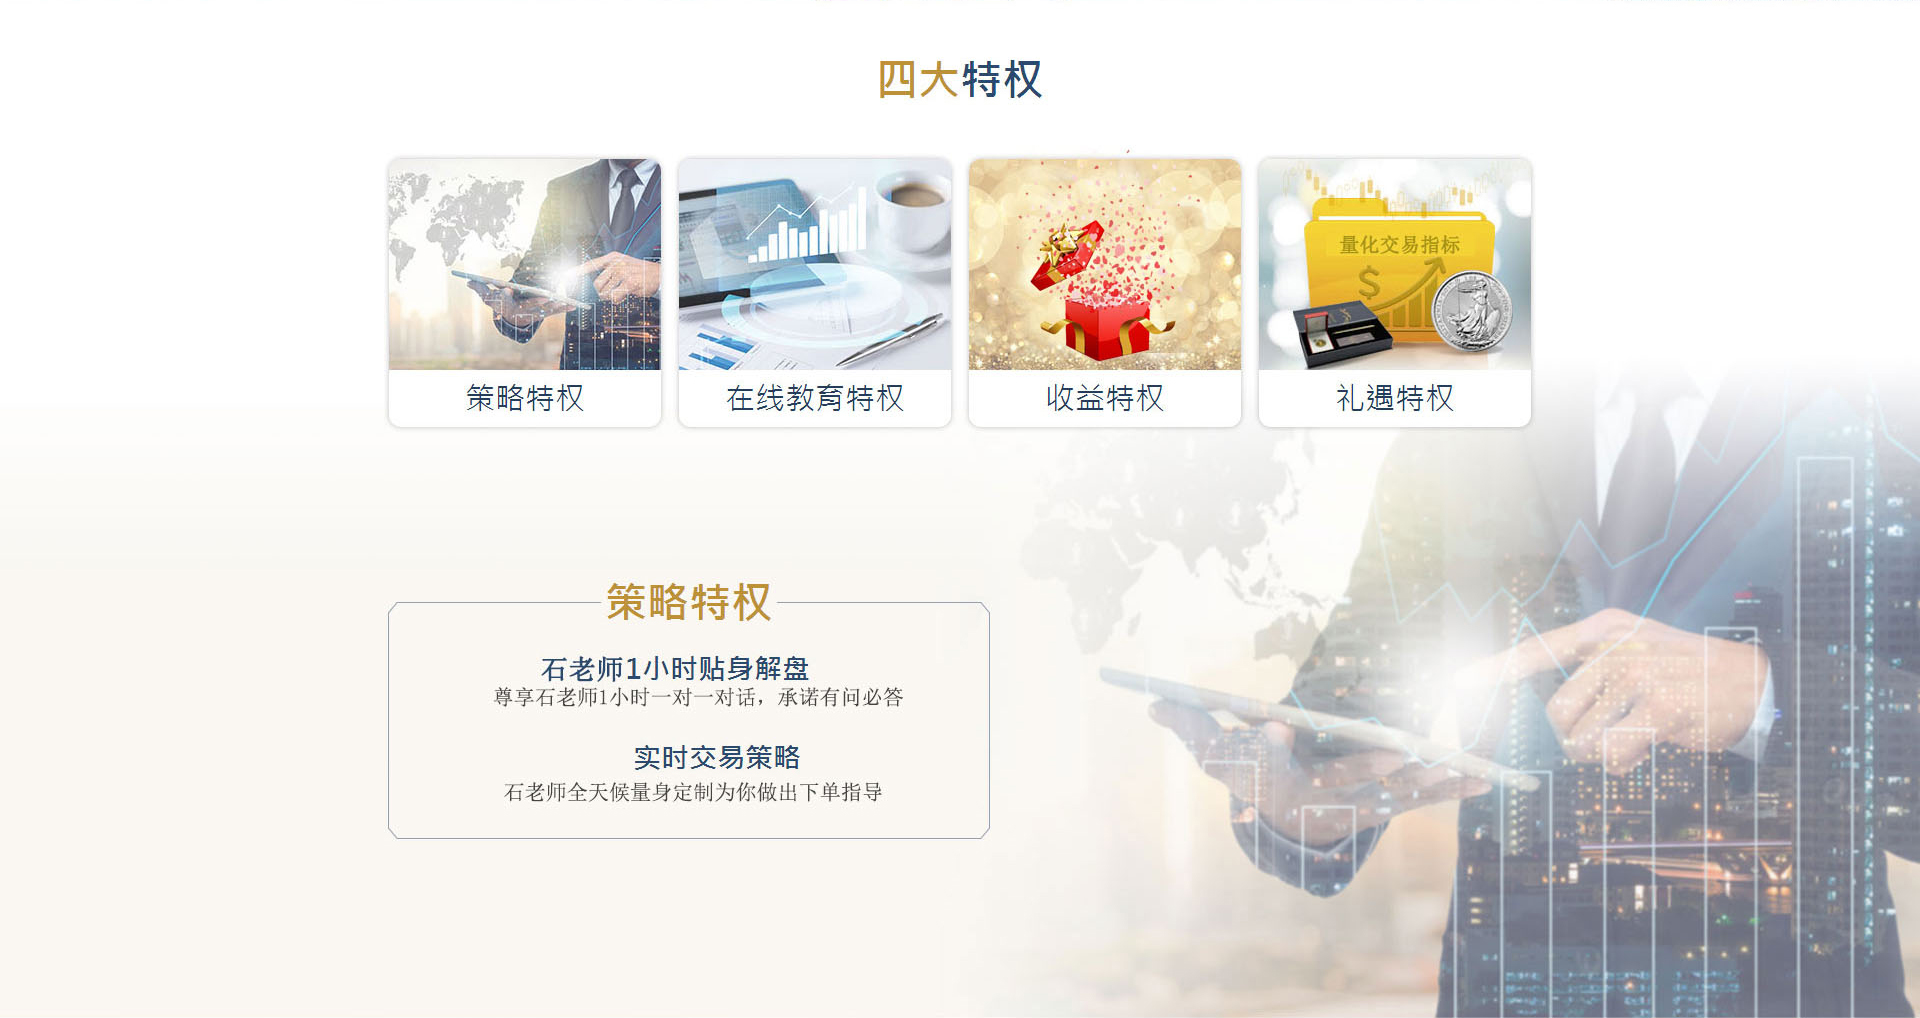 四大特权
量化交易指标
策略特权
在线教育特权
收益特权
礼遇特权
策略特权
石老师1小时贴身解盘
尊享石老师1小时一对一对话，承诺有问必答
实时交易策略
石老师全天候量身定制为你做出下单指导